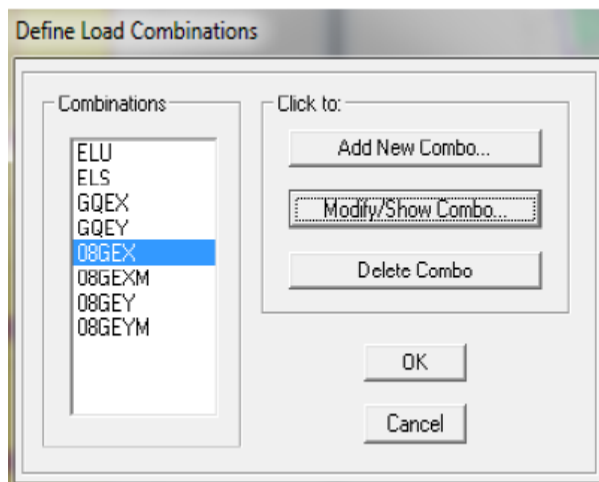 Define Load Combinations
Combinations
ELU
ELS
GQEX
GQEY
08GEX
08GEXM
08GEY
08GEYM
Click to:
Add New Combo...
Modify/Show Combo...
Delete Combo
OK
Cancel